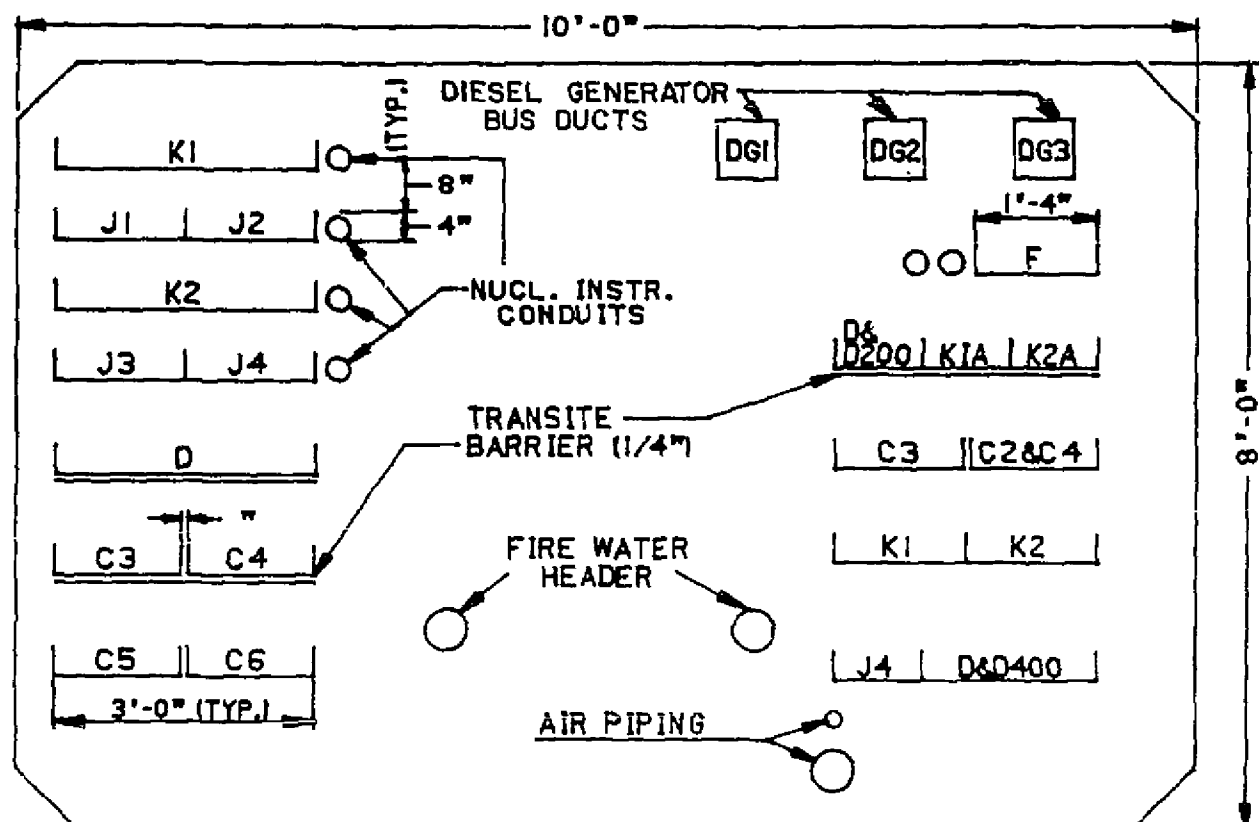 10'-0"
DIESEL GENERATOR
BUS DUCTS
(TYP.)
DG1
DG2
DG3
K1
8"
J1
J2
4"
1'-4"
F
K2
NUCL. INSTR.
CONDUITS
J3
J4
D&
D200
K1A
K2A
TRANSITE
BARRIER (1/4")
8'-0"
D
C3
C2&C4
"
C3
C4
FIRE WATER
HEADER
K1
K2
C5
C6
J4
D&D400
3'-0" (TYP.)
AIR PIPING